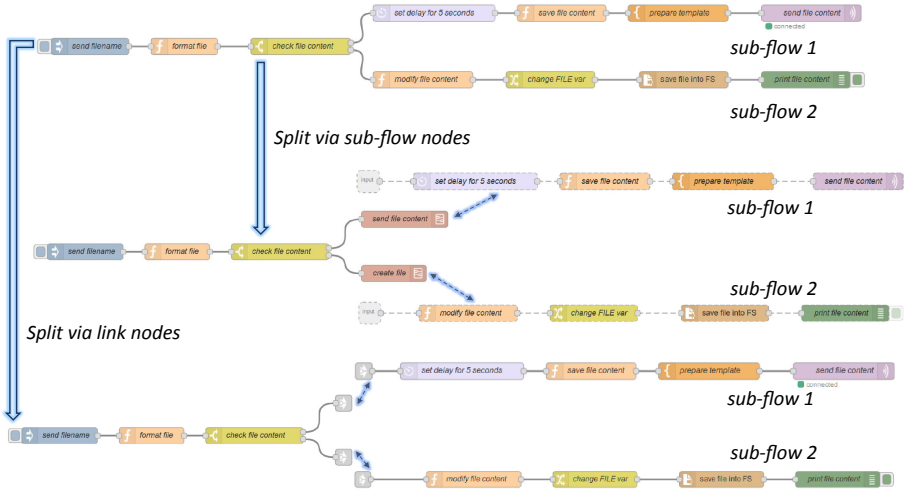 set delay for 5 seconds
save file content
prepare template
send file content
connected
sub-flow 1
send filename
format file
check file content
modify file content
change FILE var
save file into FS
print file content
sub-flow 2
Split via sub-flow nodes
input
set delay for 5 seconds
save file content
prepare template
send file content
sub-flow 1
send file content
send filename
format file
check file content
create file
sub-flow 2
input
modify file content
change FILE var
save file into FS
print file content
Split via link nodes
set delay for 5 seconds
save file content
prepare template
send file content
connected
sub-flow 1
send filename
format file
check file content
sub-flow 2
modify file content
change FILE var
save file into FS
print file content